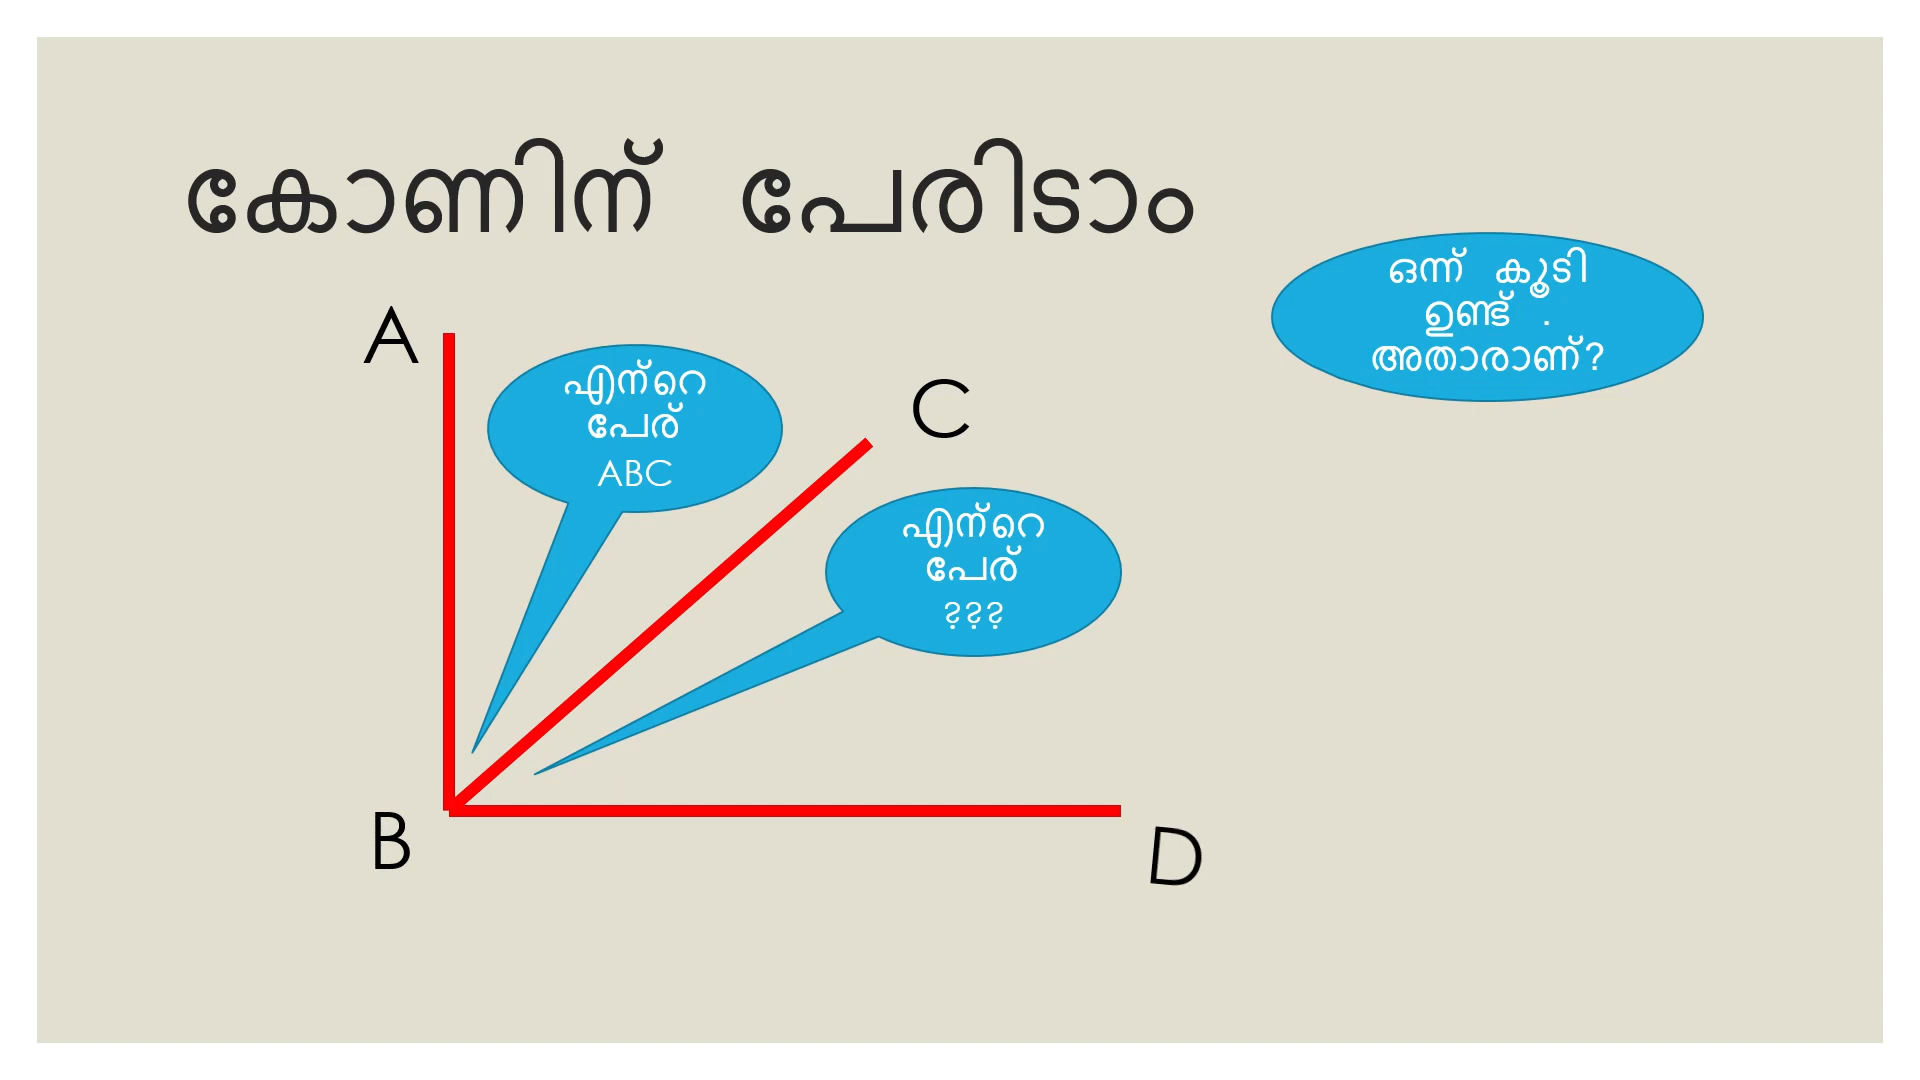 കോണിന് പേരിടാം
ഒന്ന് കൂടി
ഉണ്ട് .
അതാരാണ്?
A
എന്റെ
പേര്
ABC
C
എന്റെ
പേര്
???
B
D